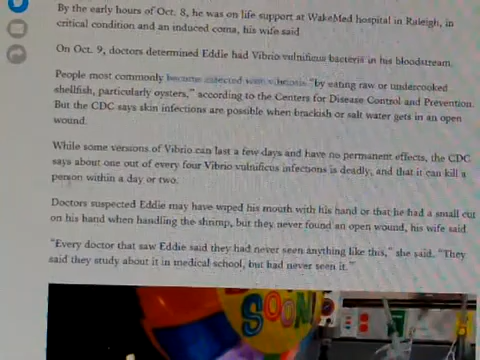 By the early hours of Oct. 8, he was on life support at WakeMed hospital in Raleigh, in
critical condition and an induced coma, his wife said
On Oct. 9, doctors determined Eddie had Vibrio vulnificus bacteria in his bloodstream.
People most commonly become infected with vibriosis "by eating raw or undercooked
shellfish, particularly oysters," according to the Centers for Disease Control and Prevention.
But the CDC says skin infections are possible when brackish or salt water gets in an open
wound.
While some versions of Vibrio can last a few days and have no permanent effects, the CDC
says about one out of every four Vibrio vulnificus infections is deadly, and that it can kill a
person within a day or two.
Doctors suspected Eddie may have wiped his mouth with his hand or that he had a small cut
on his hand when handling the shrimp, but they never found an open wound, his wife said
"Every doctor that saw Eddie said they had never seen anything like this," she said. "They
said they study about it in medical school, but had never seen it."
SOON!